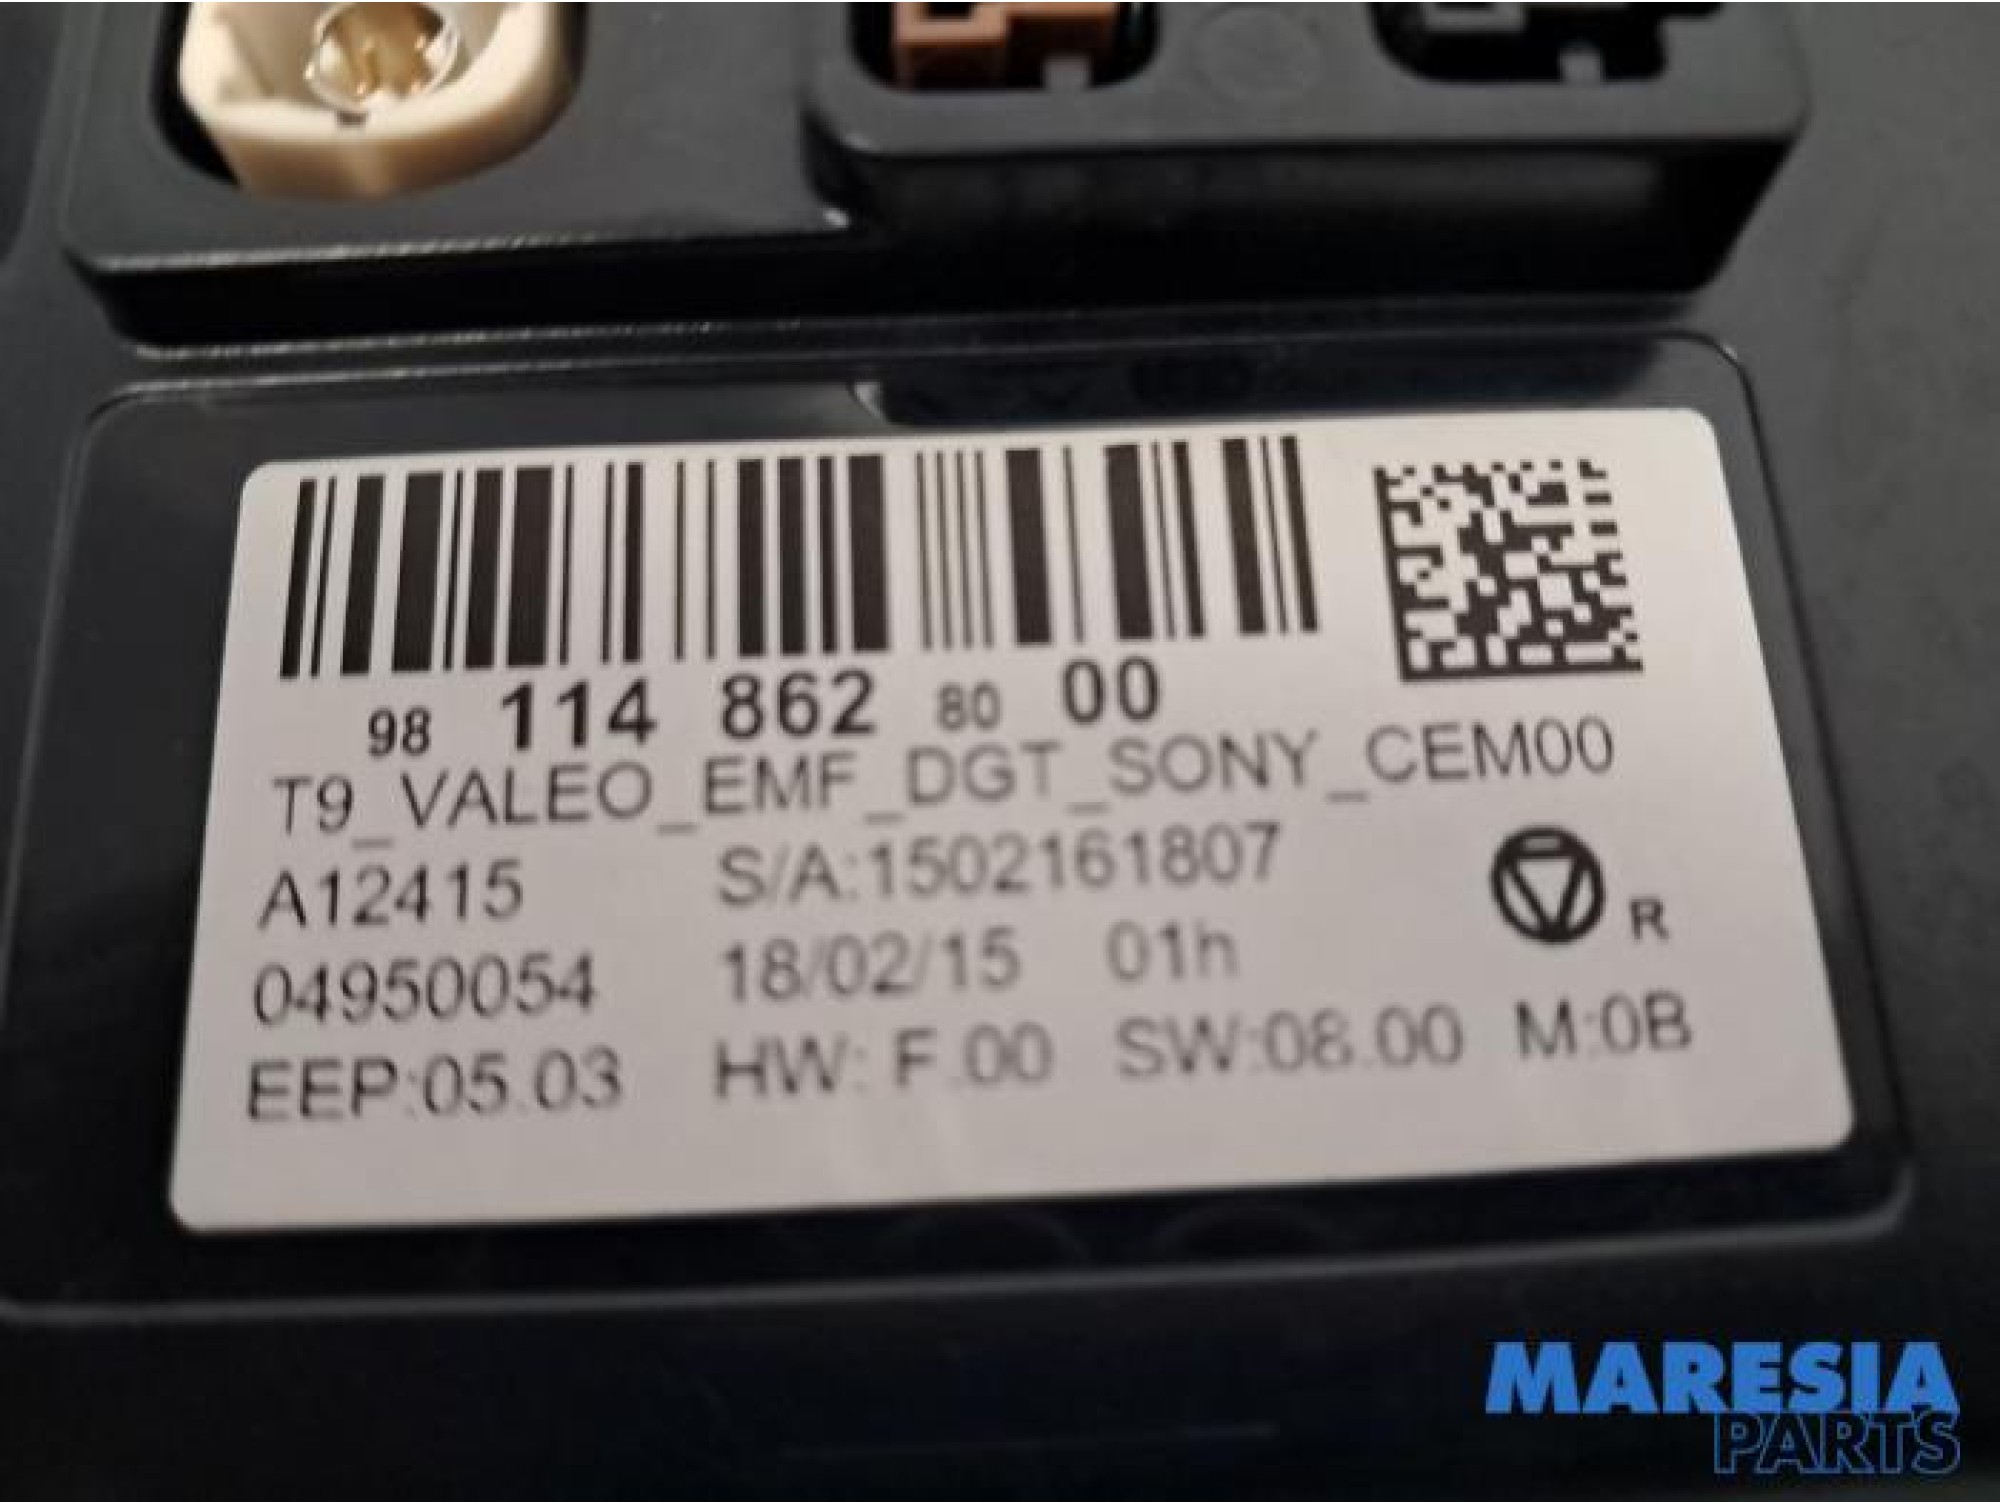 98 114 862 80 00
T9_VALEO_EMF_DGT_SONY_CEM00
A12415 S/A:1502161807
04950054 18/02/15 01h R
EEP:05.03 HW: F.00 SW:08.00 M:0B
MARESIA
PARTS